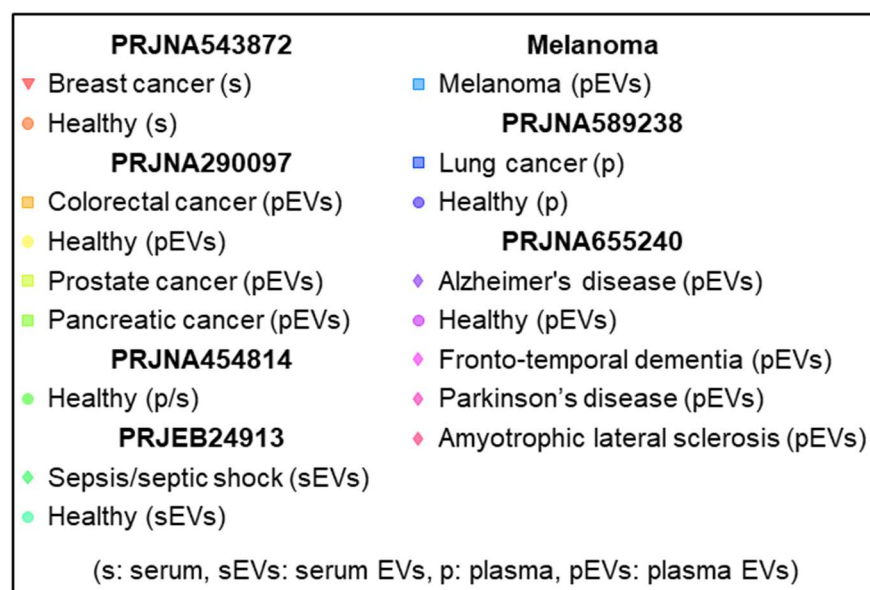 PRJNA543872
Breast cancer (s)
Healthy (s)
PRJNA290097
Colorectal cancer (pEVs)
Healthy (pEVs)
Prostate cancer (pEVs)
Pancreatic cancer (pEVs)
PRJNA454814
Healthy (p/s)
PRJEB24913
Sepsis/septic shock (sEVs)
Healthy (sEVs)
Melanoma
Melanoma (pEVs)
PRJNA589238
Lung cancer (p)
Healthy (p)
PRJNA655240
Alzheimer's disease (pEVs)
Healthy (pEVs)
Fronto-temporal dementia (pEVs)
Parkinson’s disease (pEVs)
Amyotrophic lateral sclerosis (pEVs)
(s: serum, sEVs: serum EVs, p: plasma, pEVs: plasma EVs)